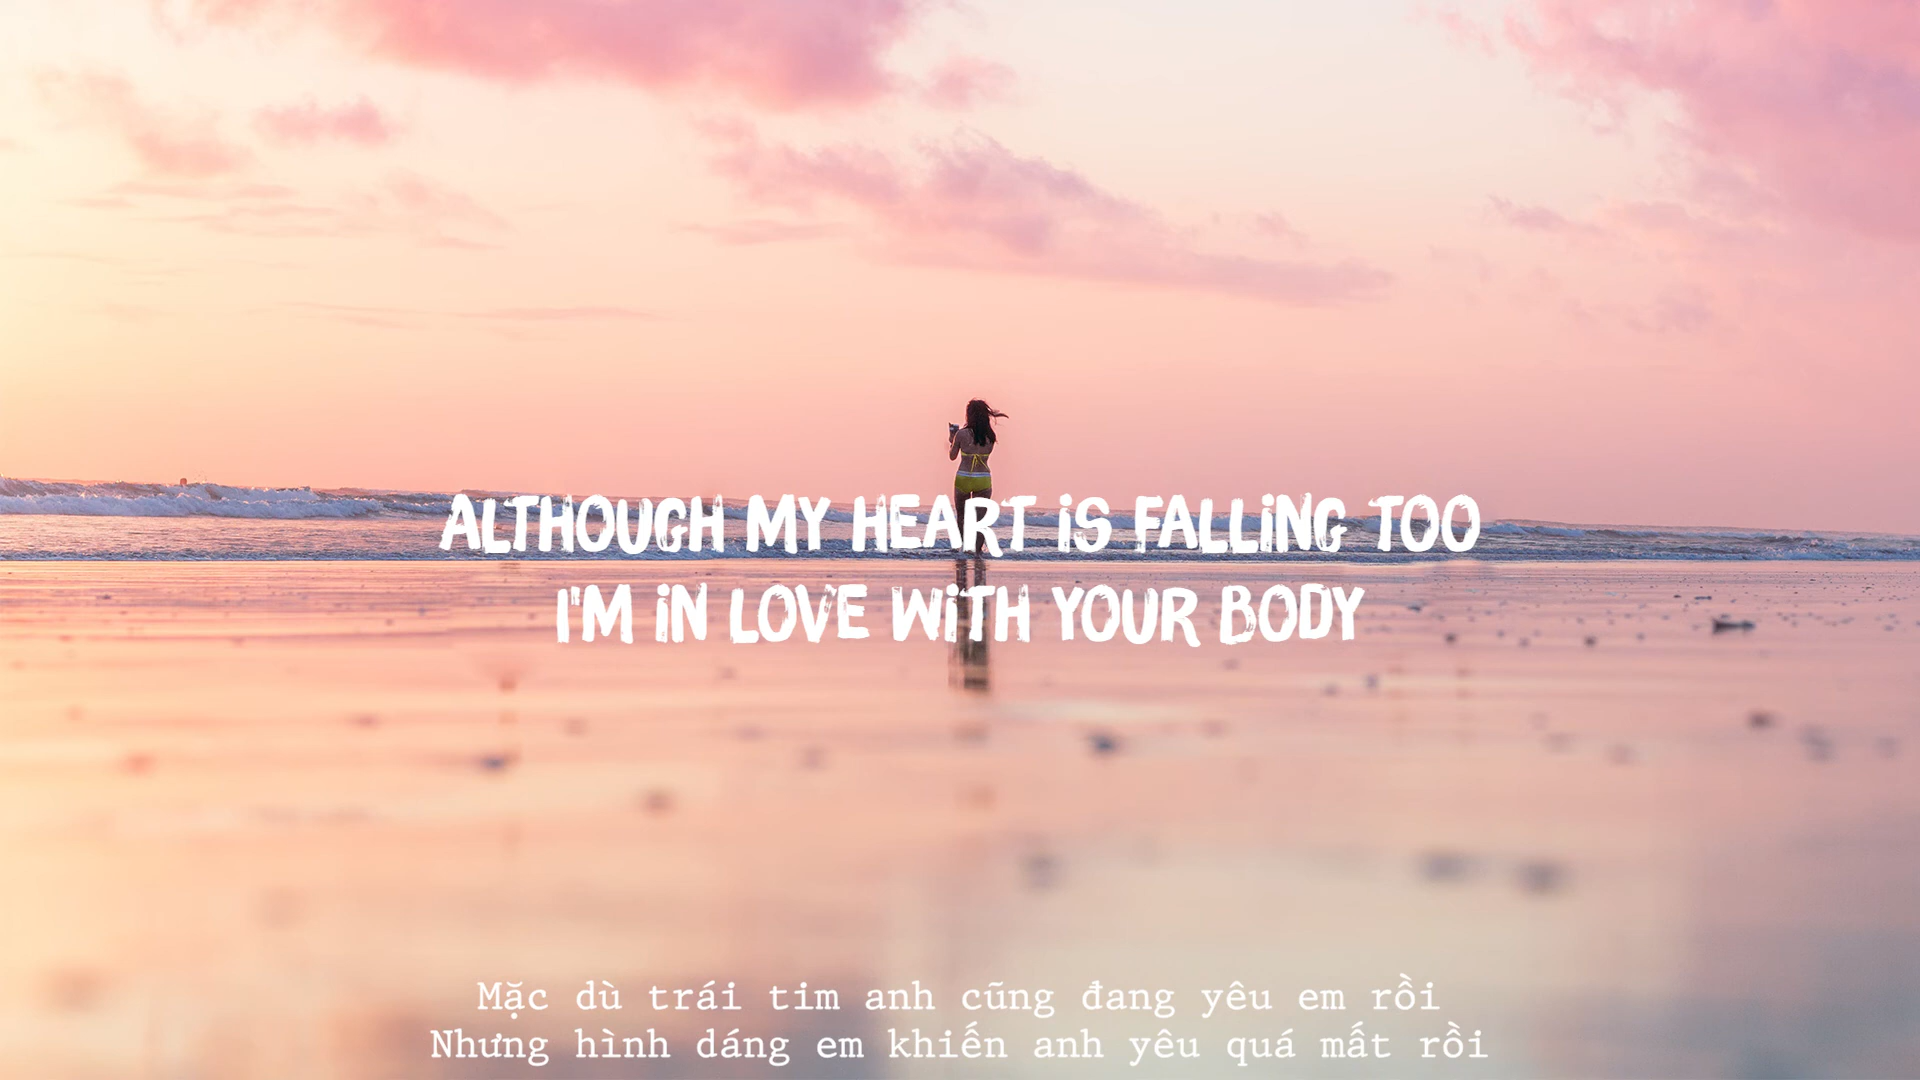 ALTHOUGH MY HEART iS FALLiNG TOO
I'M iN LOVE WiTH YOUR BODY
Mặc dù trái tim anh cũng đang yêu em rồi
Nhưng hình dáng em khiến anh yêu quá mất rồi